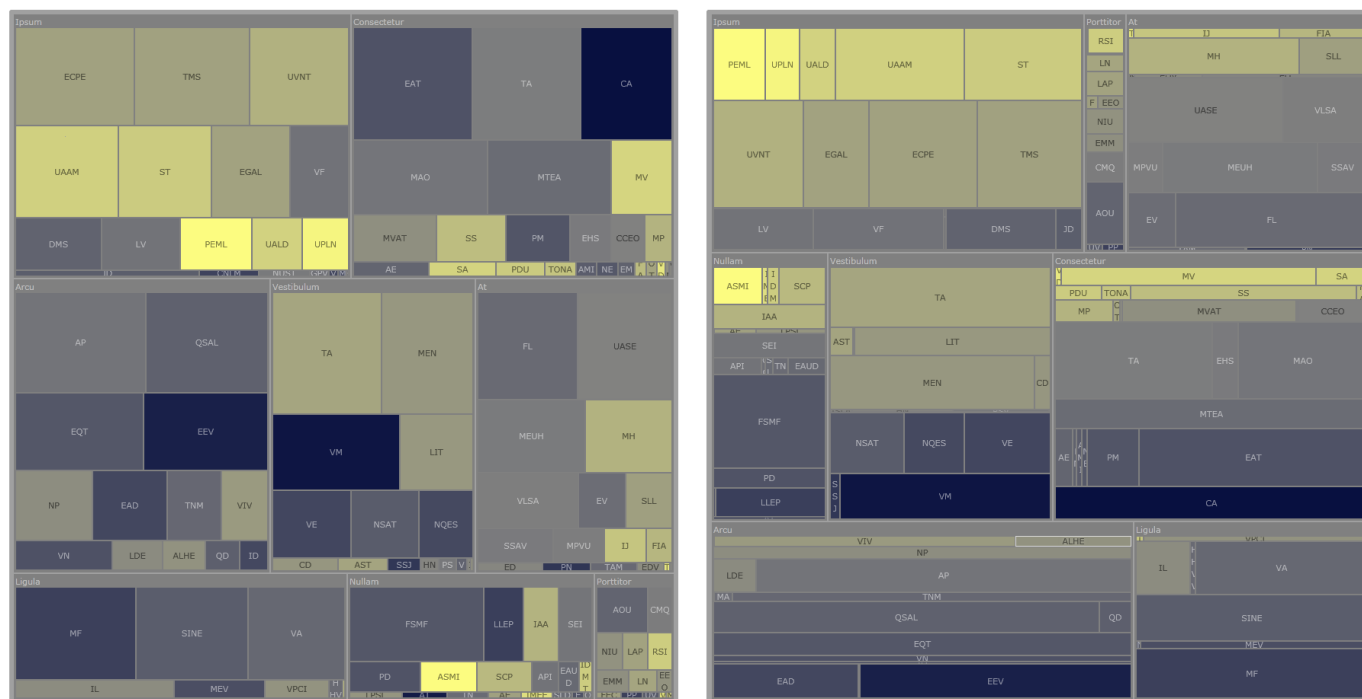 Ipsum
Consectetur
ECPE
TMS
UVNT
EAT
TA
CA
UAAM
ST
EGAL
VF
MAO
MTEA
MV
DMS
LV
PEML
UALD
UPLN
MVAT
SS
PM
EHS
CCEO
MP
AE
SA
PDU
TONA
AMI
NE
EM
Arcu
Vestibulum
At
AP
QSAL
TA
MEN
FL
UASE
EQT
EEV
VM
LIT
MEUH
MH
NP
EAD
TNM
VIV
VE
NSAT
NQES
VLSA
EV
SLL
VN
LDE
ALHE
QD
ID
CD
AST
SSJ
HN
PS
V
SSAV
MPVU
IJ
FIA
ED
PN
TAM
EDV
Ligula
Nullam
Porttitor
MF
SINE
VA
FSMF
LLEP
IAA
SEI
AOU
CMQ
NIU
LAP
RSI
PD
ASMI
SCP
API
EAUD
EMM
LN
IL
MEV
VPCI
Ipsum
Porttitor
At
PEML
UPLN
UALD
UAAM
ST
RSI
LN
LAP
F
EEO
NIU
EMM
CMQ
AOU
IJ
FIA
MH
SLL
UASE
VLSA
UVNT
EGAL
ECPE
TMS
MPVU
MEUH
SSAV
LV
VF
DMS
JD
EV
FL
Nullam
Vestibulum
Consectetur
ASMI
SCP
IAA
SEI
API
TN
EAUD
FSMF
PD
LLEP
TA
AST
LIT
MEN
CD
NSAT
NQES
VE
SSJ
VM
MV
SA
PDU
TONA
SS
MP
CT
MVAT
CCEO
TA
EHS
MAO
MTEA
AE
PM
EAT
CA
Arcu
Ligula
VIV
ALHE
NP
LDE
AP
MA
TNM
QSAL
QD
EQT
VN
EAD
EEV
VPCI
IL
VA
SINE
MEV
MF